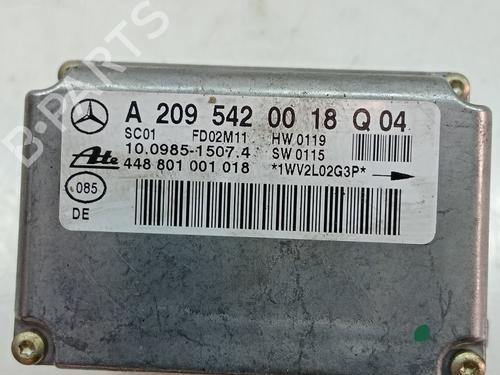 A 209 542 00 18 Q 04
SC01 FD02M11 HW 0119
10.0985-1507.4 SW 0115
Ate 448 801 001 018 *1WV2L02G3P*
085
DE
B-PARTS